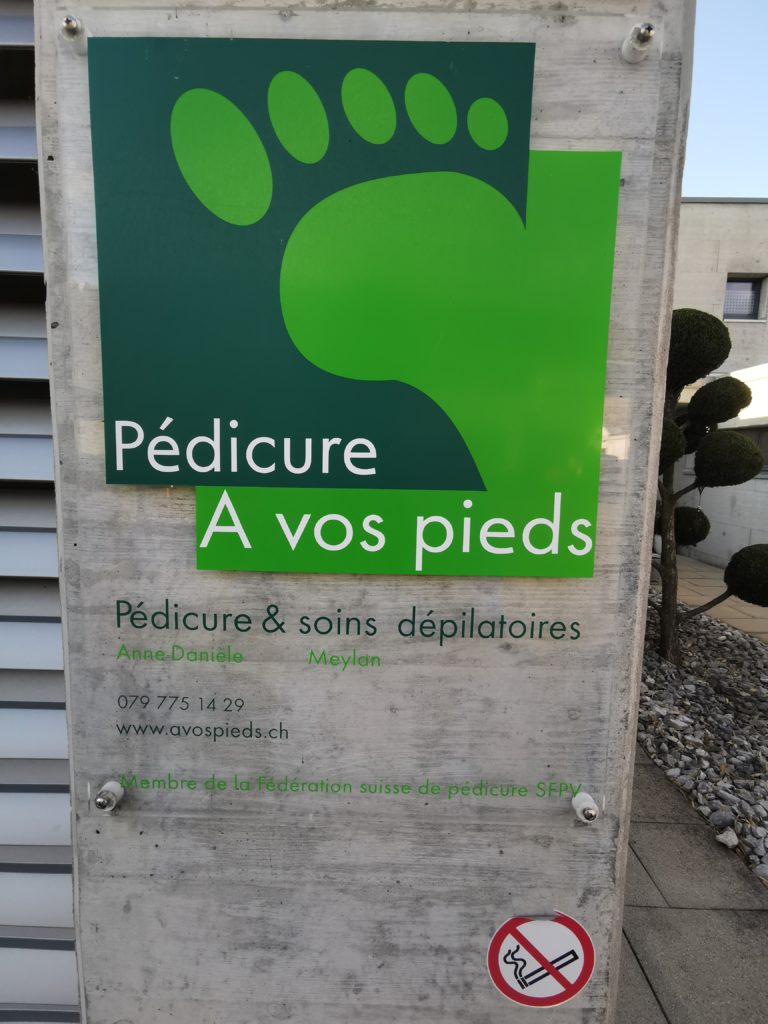 Pédicure
A vos pieds
Pédicure & soins dépilatoires
Anne Danièle Meylan
079 775 14 29
www.avospieds.ch
Membre de la Fédération suisse de pédicure SFPV